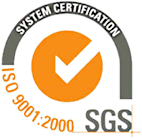 SYSTEM CERTIFICATION
ISO 9001:2000
SGS